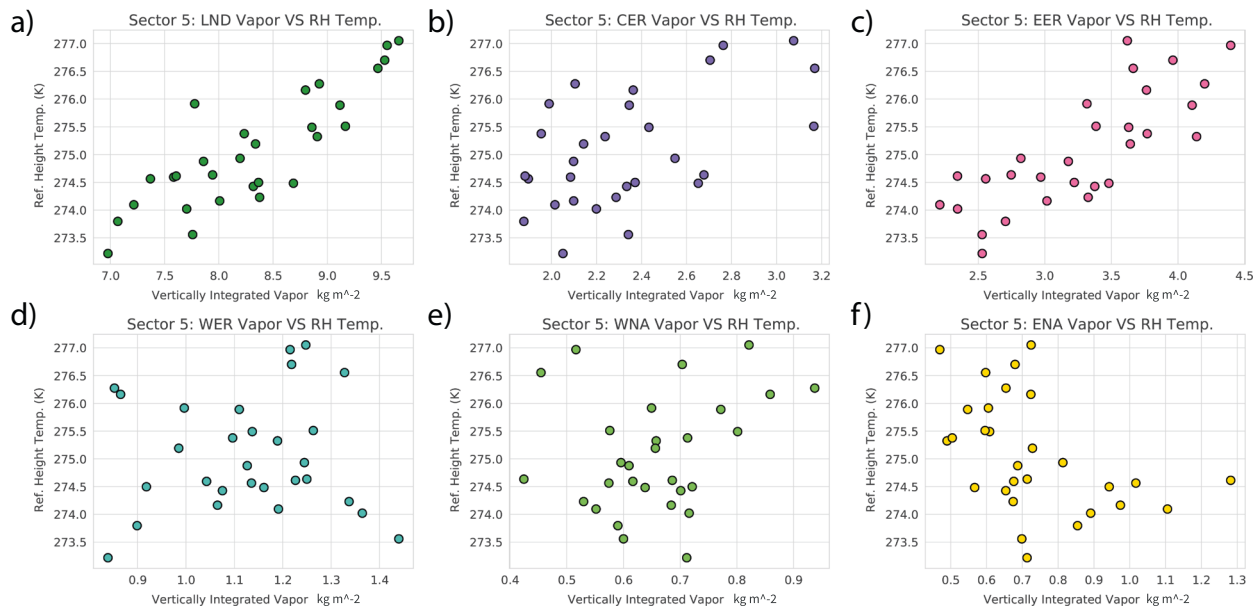 a)
Sector 5: LND Vapor VS RH Temp.
Ref. Height Temp. (K)
277.0
276.5
276.0
275.5
275.0
274.5
274.0
273.5
7.0 7.5 8.0 8.5 9.0 9.5
Vertically Integrated Vapor kg m^-2
b)
Sector 5: CER Vapor VS RH Temp.
Ref. Height Temp. (K)
277.0
276.5
276.0
275.5
275.0
274.5
274.0
273.5
2.0 2.2 2.4 2.6 2.8 3.0 3.2
Vertically Integrated Vapor kg m^-2
c)
Sector 5: EER Vapor VS RH Temp.
Ref. Height Temp. (K)
277.0
276.5
276.0
275.5
275.0
274.5
274.0
273.5
2.5 3.0 3.5 4.0 4.5
Vertically Integrated Vapor kg m^-2
d)
Sector 5: WER Vapor VS RH Temp.
Ref. Height Temp. (K)
277.0
276.5
276.0
275.5
275.0
274.5
274.0
273.5
0.9 1.0 1.1 1.2 1.3 1.4
Vertically Integrated Vapor kg m^-2
e)
Sector 5: WNA Vapor VS RH Temp.
Ref. Height Temp. (K)
277.0
276.5
276.0
275.5
275.0
274.5
274.0
273.5
0.4 0.5 0.6 0.7 0.8 0.9
Vertically Integrated Vapor kg m^-2
f)
Sector 5: ENA Vapor VS RH Temp.
Ref. Height Temp. (K)
277.0
276.5
276.0
275.5
275.0
274.5
274.0
273.5
0.5 0.6 0.7 0.8 0.9 1.0 1.1 1.2 1.3
Vertically Integrated Vapor kg m^-2